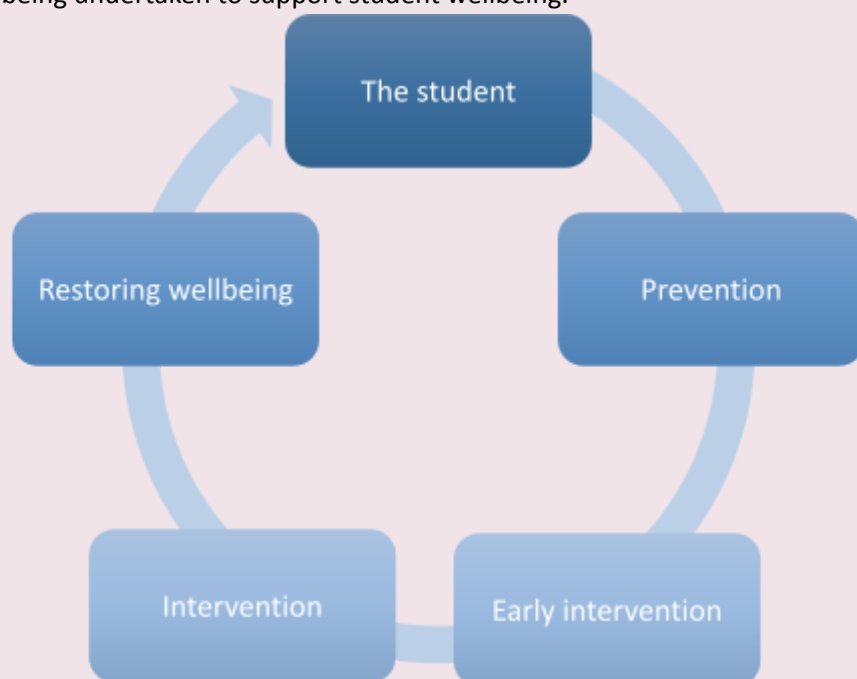 being undertaken to support student wellbeing.
The student
Prevention
Early intervention
Intervention
Restoring wellbeing